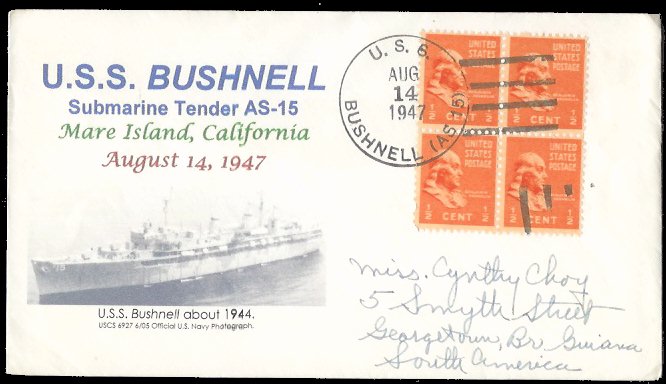 U.S.S. BUSHNELL
Submarine Tender AS-15
Mare Island, California
August 14, 1947
15
U.S.S. Bushnell about 1944.
USCS 6927 6/05 Official U.S. Navy Photograph.
U. S. S.
AUG
14
1947
BUSHNELL (AS 15)
UNITED
STATES
POSTAGE
1/2 CENT 1/2
UNITED
STATES
POSTAGE
1/2 CENT 1/2
UNITED
STATES
POSTAGE
1/2 CENT 1/2
UNITED
STATES
POSTAGE
1/2 CENT 1/2
Miss. Cynthy Choy
5 Smyth Street
Georgetown, Br Guiana
South America